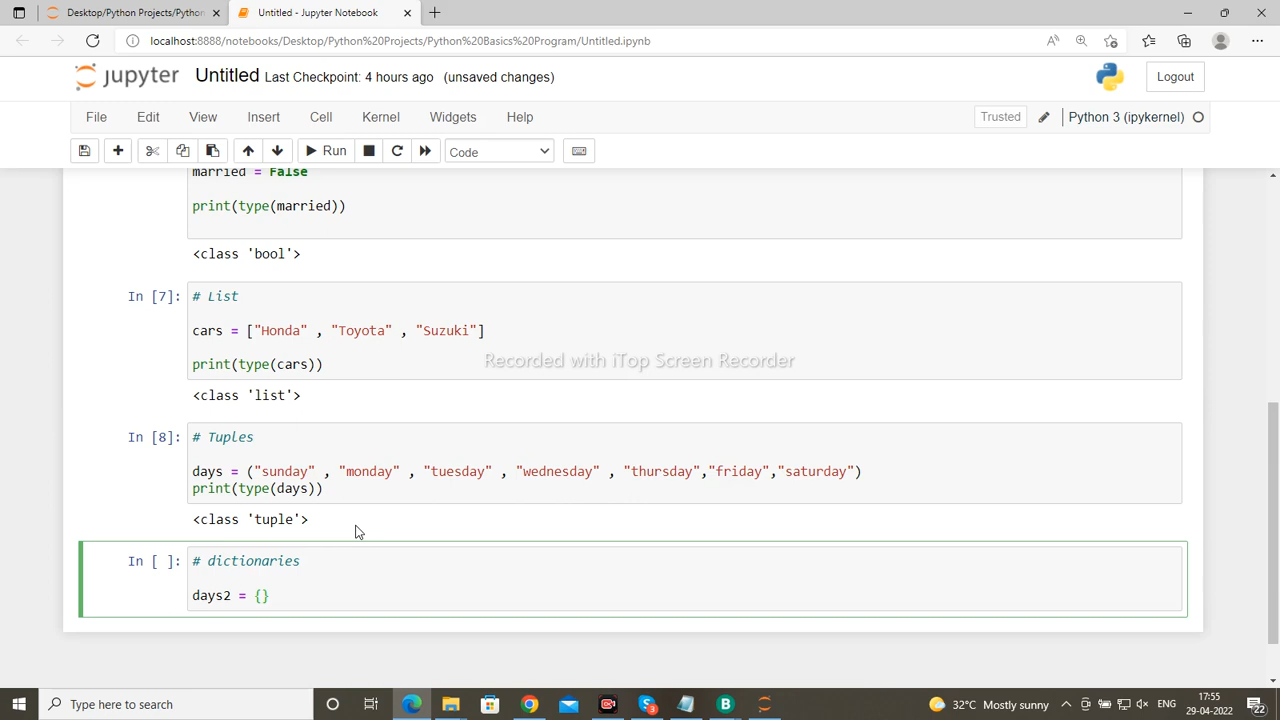 Desktop/Python Projects/Python
Untitled - Jupyter Notebook
localhost:8888/notebooks/Desktop/Python%20Projects/Python%20Basics%20Program/Untitled.ipynb
jupyter Untitled Last Checkpoint: 4 hours ago (unsaved changes)
Logout
File Edit View Insert Cell Kernel Widgets Help
Trusted
Python 3 (ipykernel)
Run
Code
married = False
print(type(married))
<class 'bool'>
In [7]: # List
cars = ["Honda" , "Toyota" , "Suzuki"]
print(type(cars))
Recorded with iTop Screen Recorder
<class 'list'>
In [8]: # Tuples
days = ("sunday" , "monday" , "tuesday" , "wednesday" , "thursday","friday","saturday")
print(type(days))
<class 'tuple'>
In [ ]: # dictionaries
days2 = {}
Type here to search
32°C Mostly sunny
ENG
17:55
29-04-2022
22